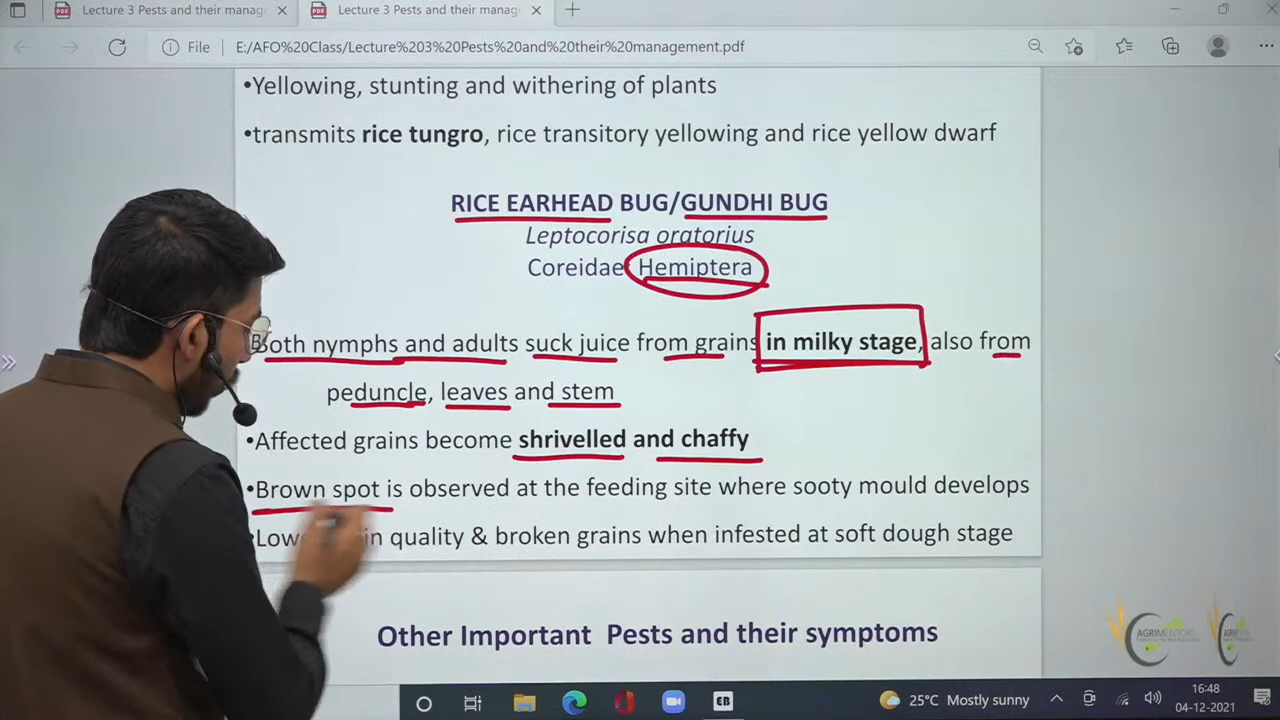 Lecture 3 Pests and their manag
Lecture 3 Pests and their manag
File
E:/AFO%20Class/Lecture%203%20Pests%20and%20their%20management.pdf
•Yellowing, stunting and withering of plants
•transmits rice tungro, rice transitory yellowing and rice yellow dwarf
RICE EARHEAD BUG/GUNDHI BUG
Leptocorisa oratorius
Coreidae Hemiptera
Both nymphs and adults suck juice from grains in milky stage, also from
peduncle, leaves and stem
•Affected grains become shrivelled and chaffy
•Brown spot is observed at the feeding site where sooty mould develops
quality & broken grains when infested at soft dough stage
Other Important Pests and their symptoms
AGRIMENTORS
25°C Mostly sunny
16:48
04-12-2021